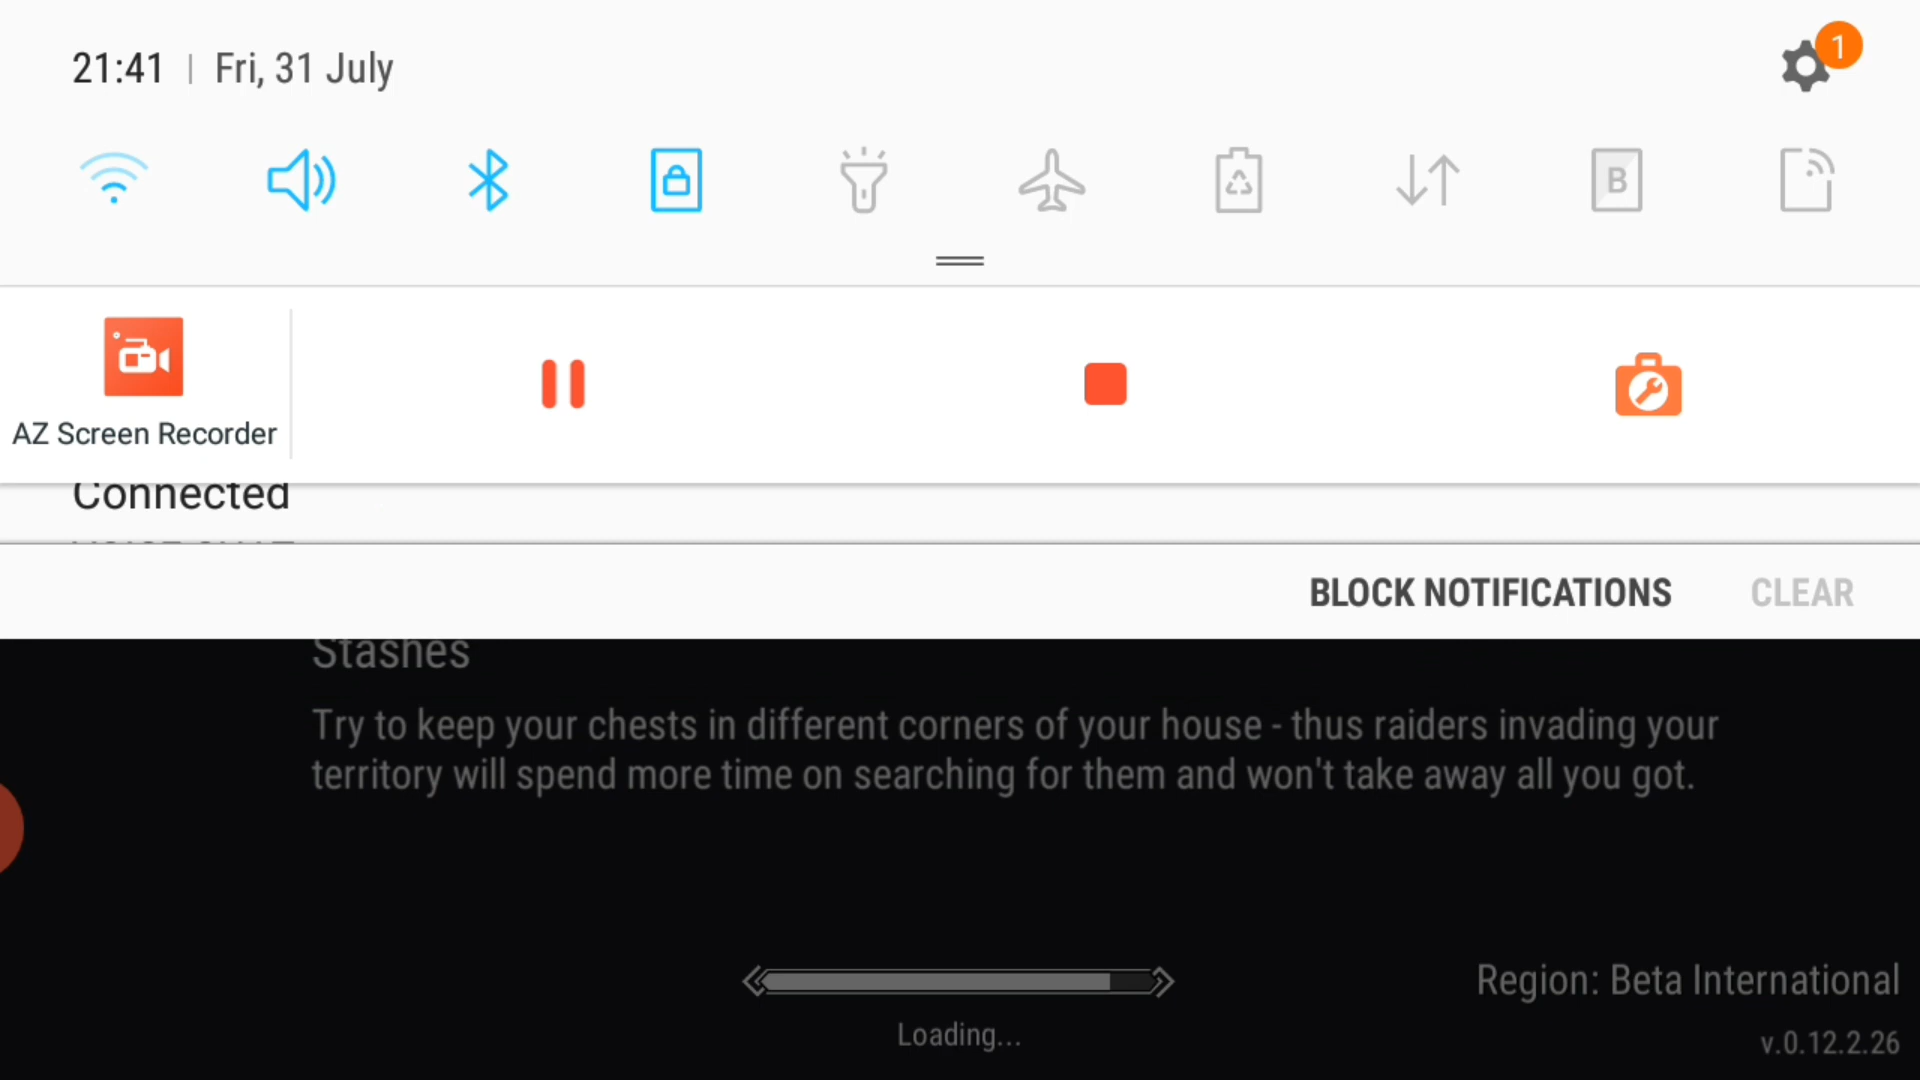 21:41 | Fri, 31 July
1
B
AZ Screen Recorder
Connected
BLOCK NOTIFICATIONS CLEAR
Stashes
Try to keep your chests in different corners of your house - thus raiders invading your
territory will spend more time on searching for them and won't take away all you got.
Region: Beta International
Loading...
v.0.12.2.26